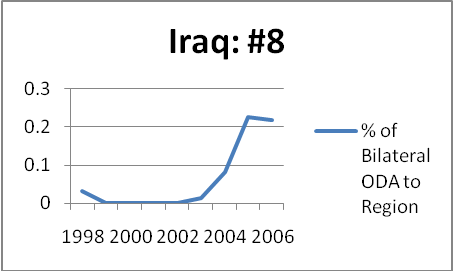 Iraq: #8
0.3
0.2
0.1
0
1998 2000 2002 2004 2006
% of
Bilateral
ODA to
Region